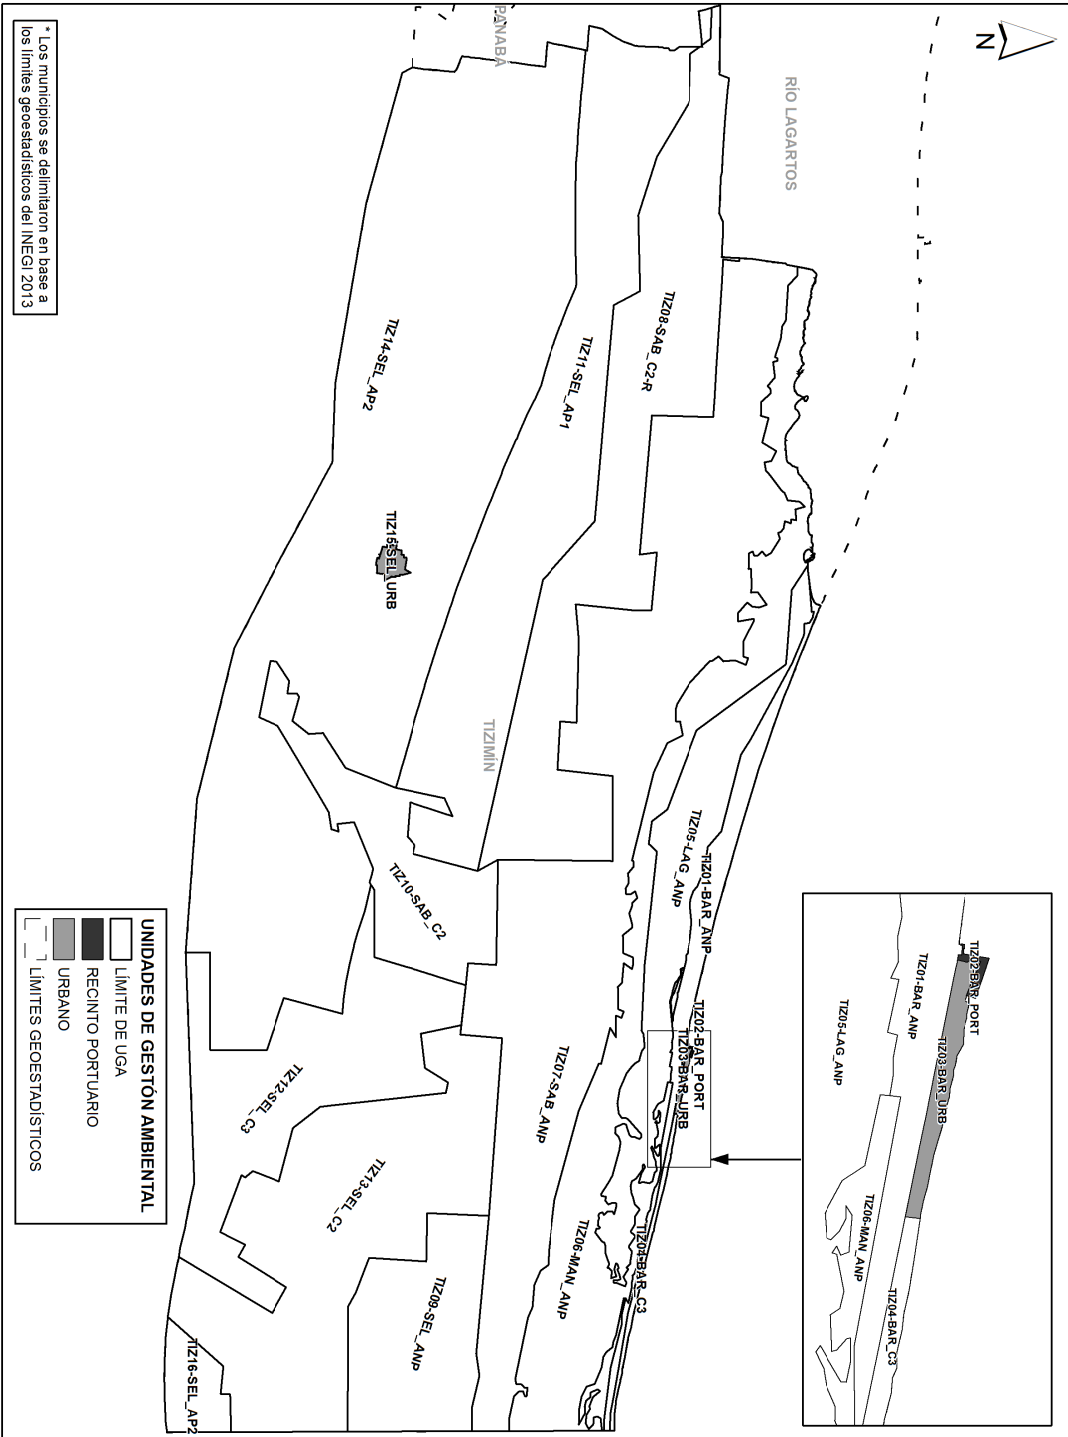 N
RÍO LAGARTOS
PANABÁ
TIZIMÍN
TIZ08-SAB_C2-R
TIZ11-SEL_AP1
TIZ14-SEL_AP2
TIZ15-SEL_URB
TIZ05-LAG_ANP
TIZ01-BAR_ANP
TIZ10-SAB_C2
TIZ02-BAR_PORT
TIZ03-BAR_URB
TIZ07-SAB_ANP
TIZ12-SEL_C3
TIZ13-SEL_C2
TIZ06-MAN_ANP
TIZ04-BAR_C3
TIZ09-SEL_ANP
TIZ16-SEL_AP2
TIZ02-BAR_PORT
TIZ01-BAR_ANP
TIZ03-BAR_URB
TIZ05-LAG_ANP
TIZ06-MAN_ANP
TIZ04-BAR_C3
UNIDADES DE GESTIÓN AMBIENTAL
LÍMITE DE UGA
RECINTO PORTUARIO
URBANO
LÍMITES GEOESTADÍSTICOS
* Los municipios se delimitaron en base a
los límites geoestadísticos del INEGI 2013